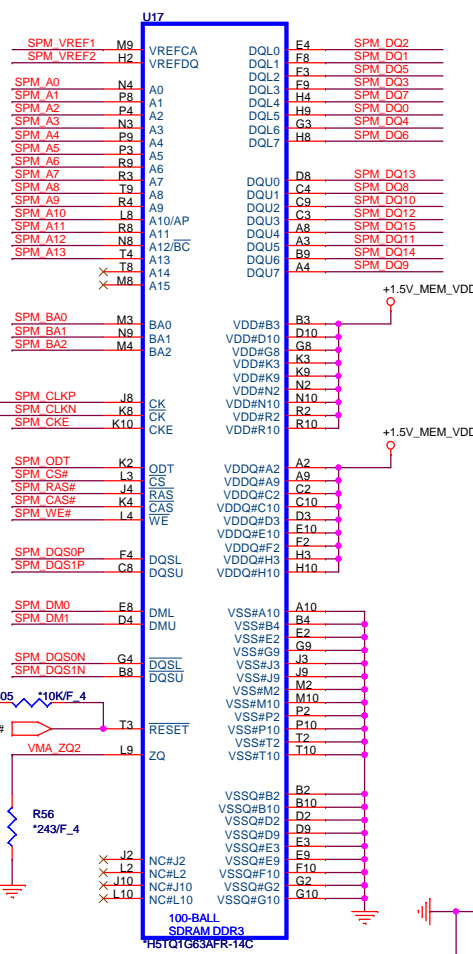 U17
SPM_VREF1 M9 VREFCA E4 DQL0 SPM_DQ2
SPM_VREF2 H2 VREFDQ F8 DQL1 SPM_DQ1
F3 DQL2 SPM_DQ5
SPM_A0 N4 A0 F9 DQL3 SPM_DQ3
SPM_A1 P8 A1 H4 DQL4 SPM_DQ7
SPM_A2 P4 A2 H9 DQL5 SPM_DQ0
SPM_A3 N3 A3 G3 DQL6 SPM_DQ4
SPM_A4 P9 A4 H8 DQL7 SPM_DQ6
SPM_A5 P3 A5
SPM_A6 R9 A6
SPM_A7 R3 A7 D8 DQU0 SPM_DQ13
SPM_A8 T9 A8 C4 DQU1 SPM_DQ8
SPM_A9 R4 A9 C9 DQU2 SPM_DQ10
SPM_A10 L8 A10/AP C3 DQU3 SPM_DQ12
SPM_A11 R8 A11 A8 DQU4 SPM_DQ15
SPM_A12 N8 A12/BC A3 DQU5 SPM_DQ11
SPM_A13 T4 A13 B9 DQU6 SPM_DQ14
T8 A14 A4 DQU7 SPM_DQ9
M8 A15
+1.5V_MEM_VDD
SPM_BA0 M3 BA0 VDD#B3 B3
SPM_BA1 N9 BA1 VDD#D10 D10
SPM_BA2 M4 BA2 VDD#G8 G8
VDD#K3 K3
VDD#K9 K9
VDD#N2 N2
SPM_CLKP J8 CK VDD#N10 N10
SPM_CLKN K8 CK VDD#R2 R2
SPM_CKE K10 CKE VDD#R10 R10
+1.5V_MEM_VDD
SPM_ODT K2 ODT VDDQ#A2 A2
SPM_CS# L3 CS VDDQ#A9 A9
SPM_RAS# J4 RAS VDDQ#C2 C2
SPM_CAS# K4 CAS VDDQ#C10 C10
SPM_WE# L4 WE VDDQ#D3 D3
VDDQ#E10 E10
VDDQ#F2 F2
SPM_DQS0P F4 DQSL VDDQ#H3 H3
SPM_DQS1P C8 DQSU VDDQ#H10 H10
SPM_DM0 E8 DML VSS#A10 A10
SPM_DM1 D4 DMU VSS#B4 B4
VSS#E2 E2
VSS#G9 G9
SPM_DQS0N G4 DQSL VSS#J3 J3
SPM_DQS1N B8 DQSU VSS#J9 J9
VSS#M2 M2
05 *10K/F_4 VSS#M10 M10
VSS#P2 P2
# T3 RESET VSS#P10 P10
VSS#T2 T2
VMA_ZQ2 L9 ZQ VSS#T10 T10
VSSQ#B2 B2
VSSQ#B10 B10
R56 VSSQ#D2 D2
*243/F_4 VSSQ#D9 D9
VSSQ#E3 E3
J2 NC#J2 VSSQ#E9 E9
L2 NC#L2 VSSQ#F10 F10
J10 NC#J10 VSSQ#G2 G2
L10 NC#L10 VSSQ#G10 G10
100-BALL
SDRAM DDR3
*H5TQ1G63AFR-14C